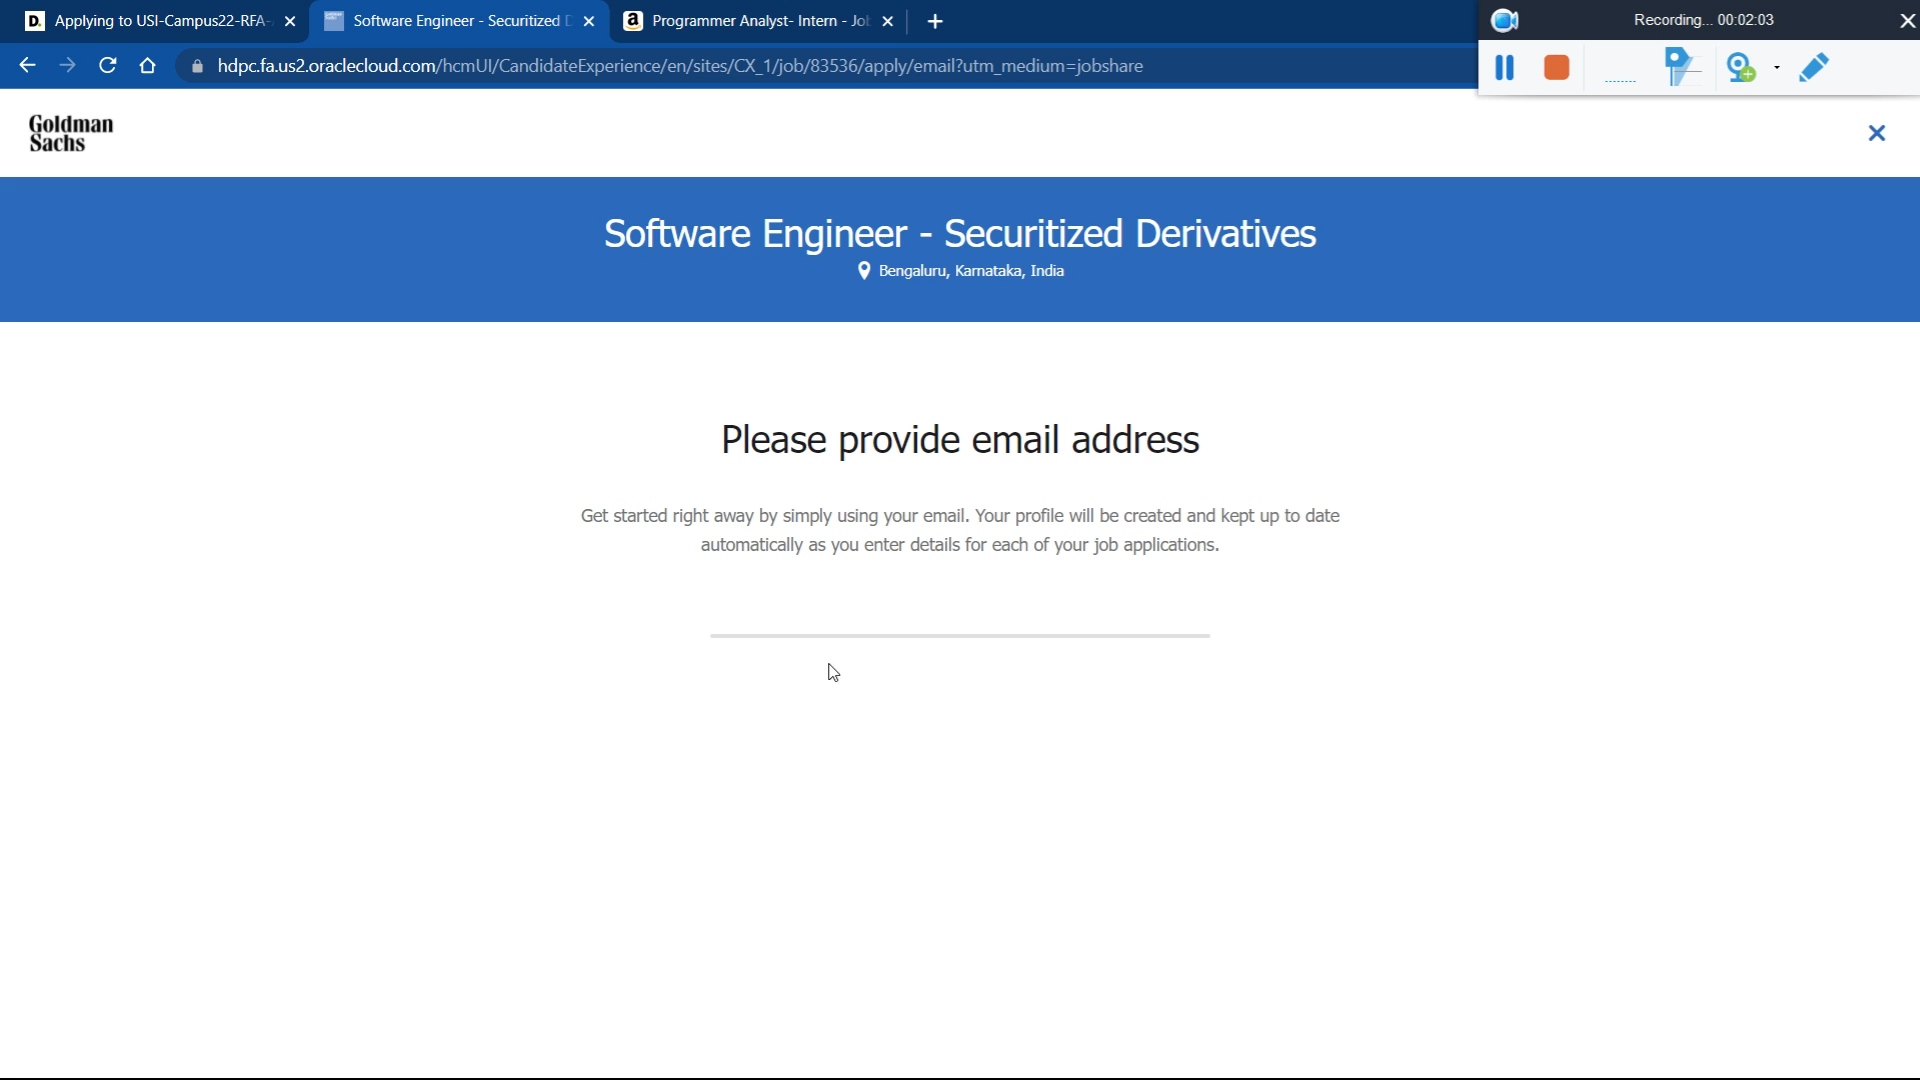 D. Applying to USI-Campus22-RFA-
Software Engineer - Securitized D
a Programmer Analyst- Intern - Job
Recording... 00:02:03
hdpc.fa.us2.oraclecloud.com/hcmUI/CandidateExperience/en/sites/CX_1/job/83536/apply/email?utm_medium=jobshare
Goldman
Sachs
Software Engineer - Securitized Derivatives
Bengaluru, Karnataka, India
Please provide email address
Get started right away by simply using your email. Your profile will be created and kept up to date
automatically as you enter details for each of your job applications.